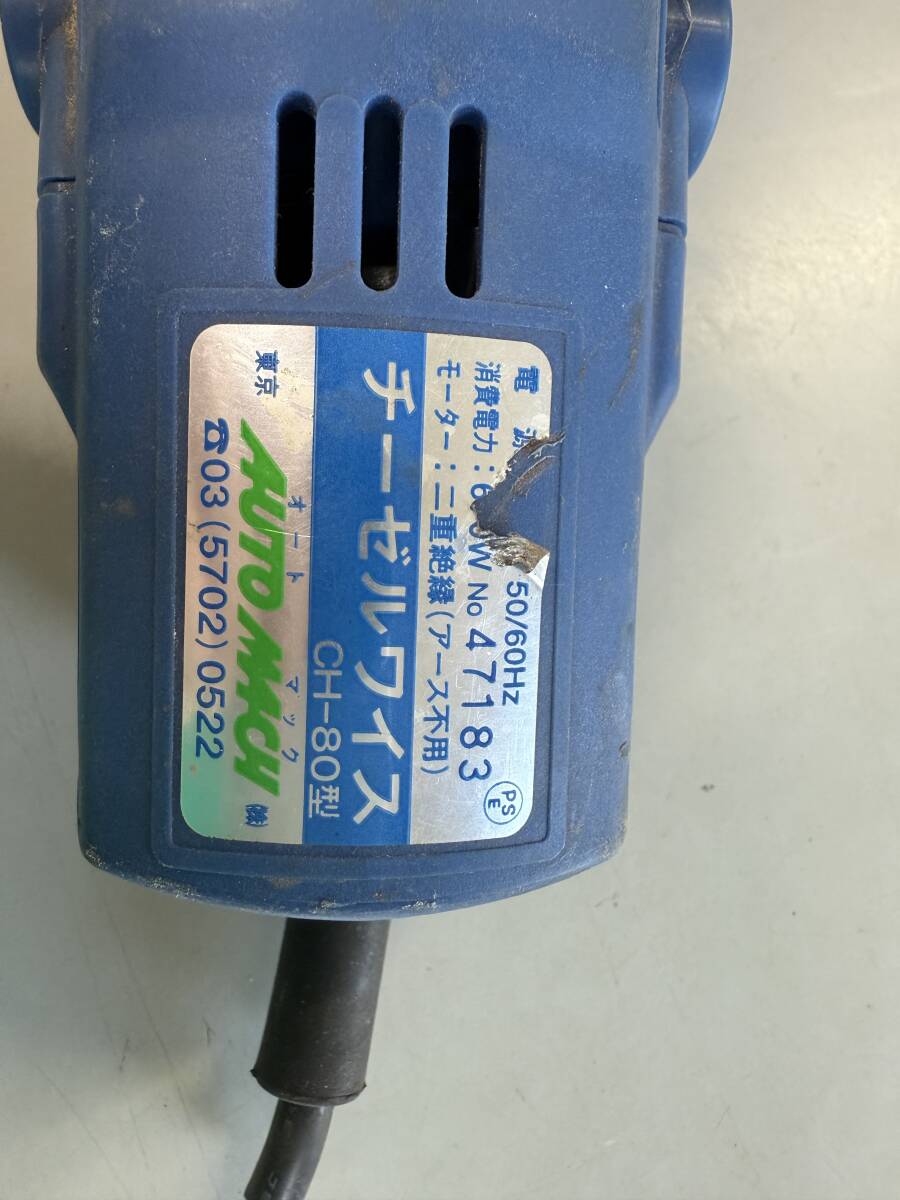 電 50/60Hz
消費電力: W No 47183
モーター:二重絶縁(アース不用)
PS E
チーゼルワイス
CH-80型
オートマック
東京 AUTO MACH ㈱
☎03(5702)0522